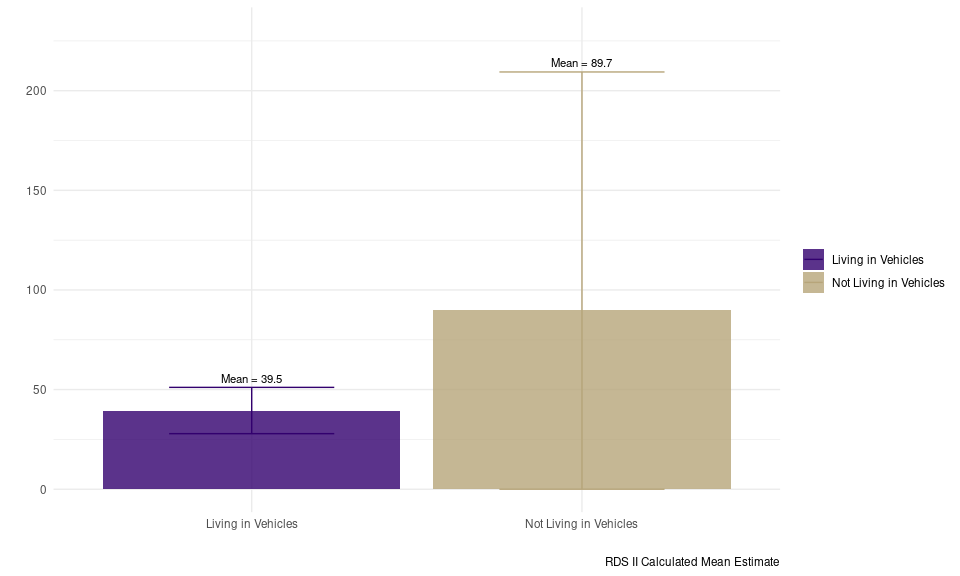 Mean = 89.7
200
150
100
50
0
Mean = 39.5
Living in Vehicles
Not Living in Vehicles
Living in Vehicles
Not Living in Vehicles
RDS II Calculated Mean Estimate